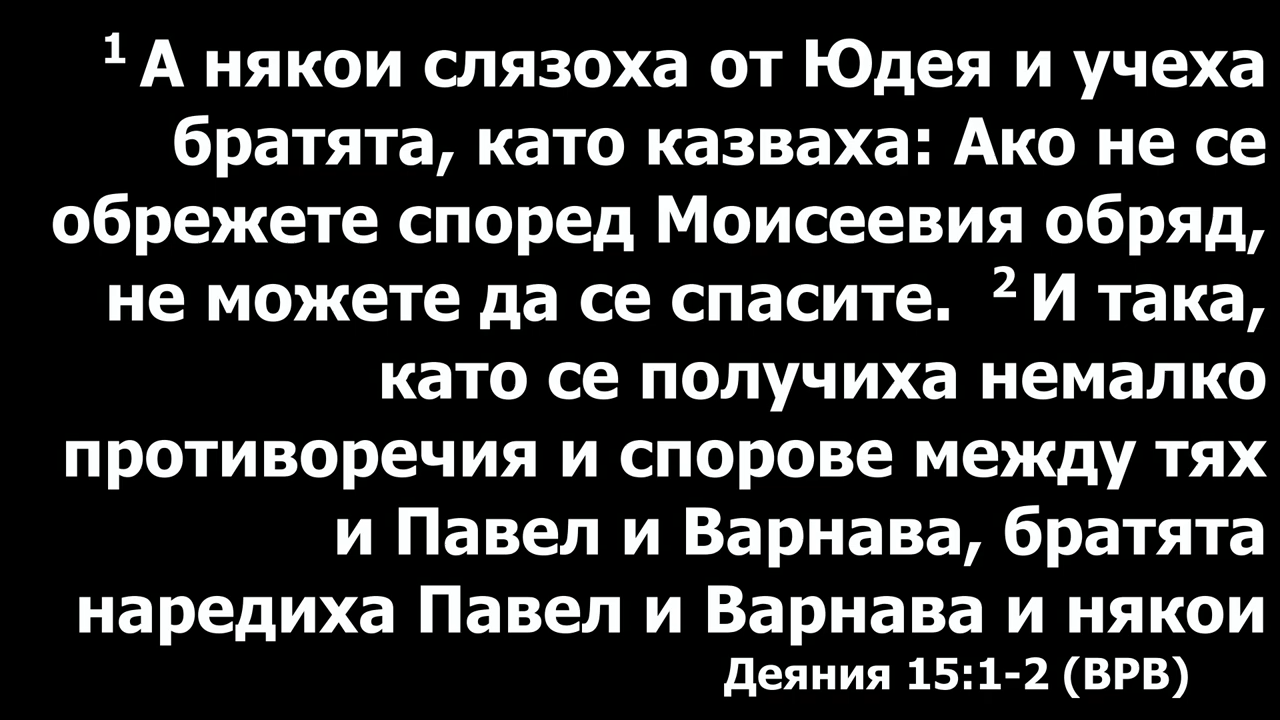 1 А някои слязоха от Юдея и учеха
братята, като казваха: Ако не се
обрежете според Моисеевия обряд,
не можете да се спасите. 2 И така,
като се получиха немалко
противоречия и спорове между тях
и Павел и Варнава, братята
наредиха Павел и Варнава и някои
Деяния 15:1-2 (ВРВ)